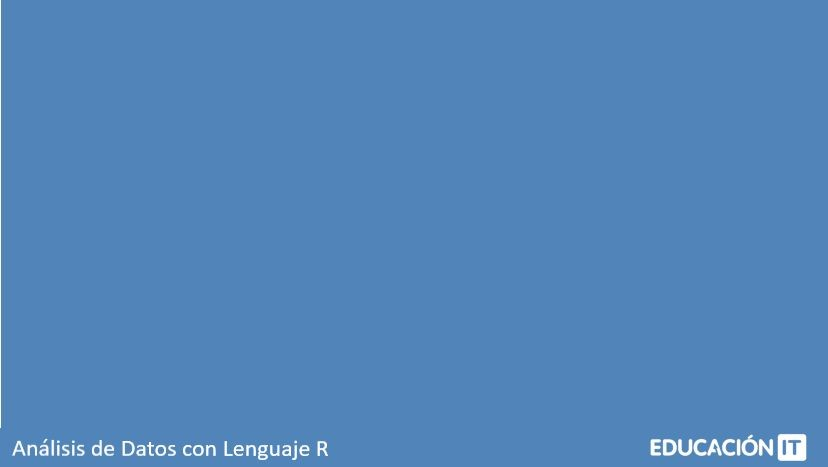 Análisis de Datos con Lenguaje R
EDUCACIÓN IT